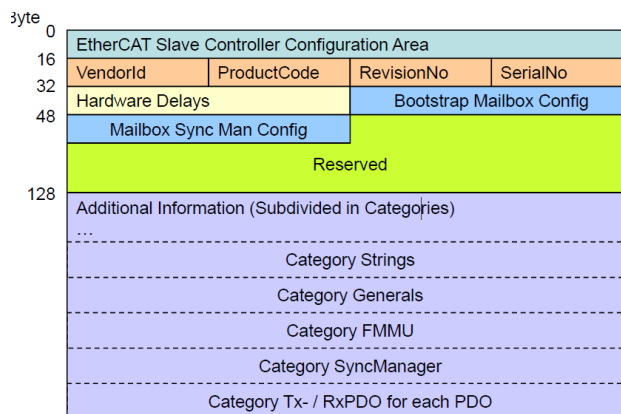 Byte
0
EtherCAT Slave Controller Configuration Area
16
VendorId ProductCode RevisionNo SerialNo
32
Hardware Delays Bootstrap Mailbox Config
48
Mailbox Sync Man Config
Reserved
128
Additional Information (Subdivided in Categories)
...
Category Strings
Category Generals
Category FMMU
Category SyncManager
Category Tx- / RxPDO for each PDO